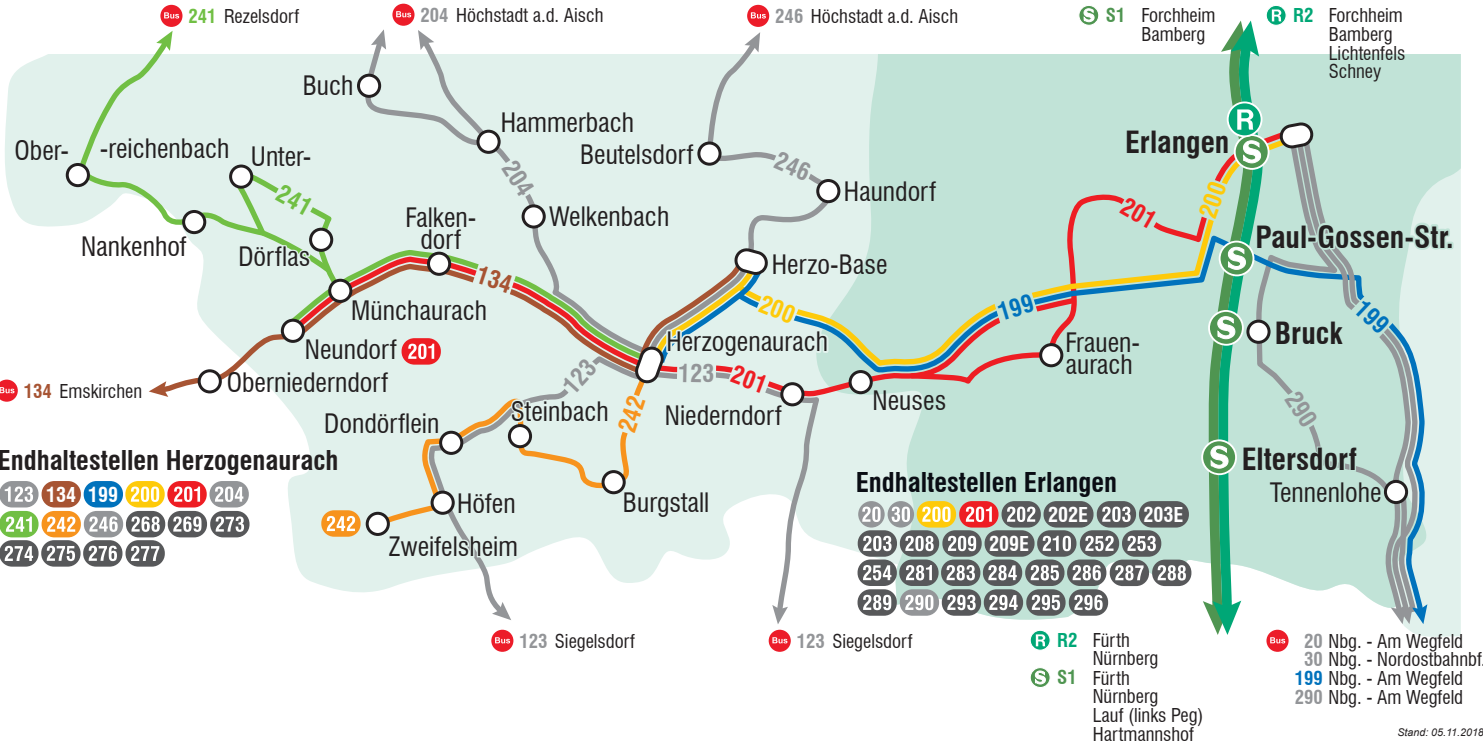 Bus 241 Rezelsdorf
Bus 204 Höchstadt a.d. Aisch
Bus 246 Höchstadt a.d. Aisch
S S1 Forchheim
Bamberg
R R2 Forchheim
Bamberg
Lichtenfels
Schney
Buch
Hammerbach
Ober-
-reichenbach
Unter-
Beutelsdorf
Erlangen
R
S
246
204
241
Haundorf
200
201
Welkenbach
Falken-
dorf
Nankenhof
Dörflas
Paul-Gossen-Str.
S
Herzo-Base
134
Münchaurach
200
199
199
Neundorf 201
Herzogenaurach
S
Bruck
Frauen-
aurach
Bus 134 Emskirchen
Oberniederndorf
123
123
201
Niederndorf
Neuses
242
290
Dondörflein
Steinbach
Endhaltestellen Herzogenaurach
123 134 199 200 201 204
241 242 246 268 269 273
274 275 276 277
S
Eltersdorf
Tennenlohe
Höfen
Burgstall
242
Zweifelsheim
Endhaltestellen Erlangen
20 30 200 201 202 202E 203 203E
203 208 209 209E 210 252 253
254 281 283 284 285 286 287 288
289 290 293 294 295 296
Bus 123 Siegelsdorf
Bus 123 Siegelsdorf
R R2 Fürth
Nürnberg
S S1 Fürth
Nürnberg
Lauf (links Peg)
Hartmannshof
Bus 20 Nbg. - Am Wegfeld
30 Nbg. - Nordostbahnbf.
199 Nbg. - Am Wegfeld
290 Nbg. - Am Wegfeld
Stand: 05.11.2018